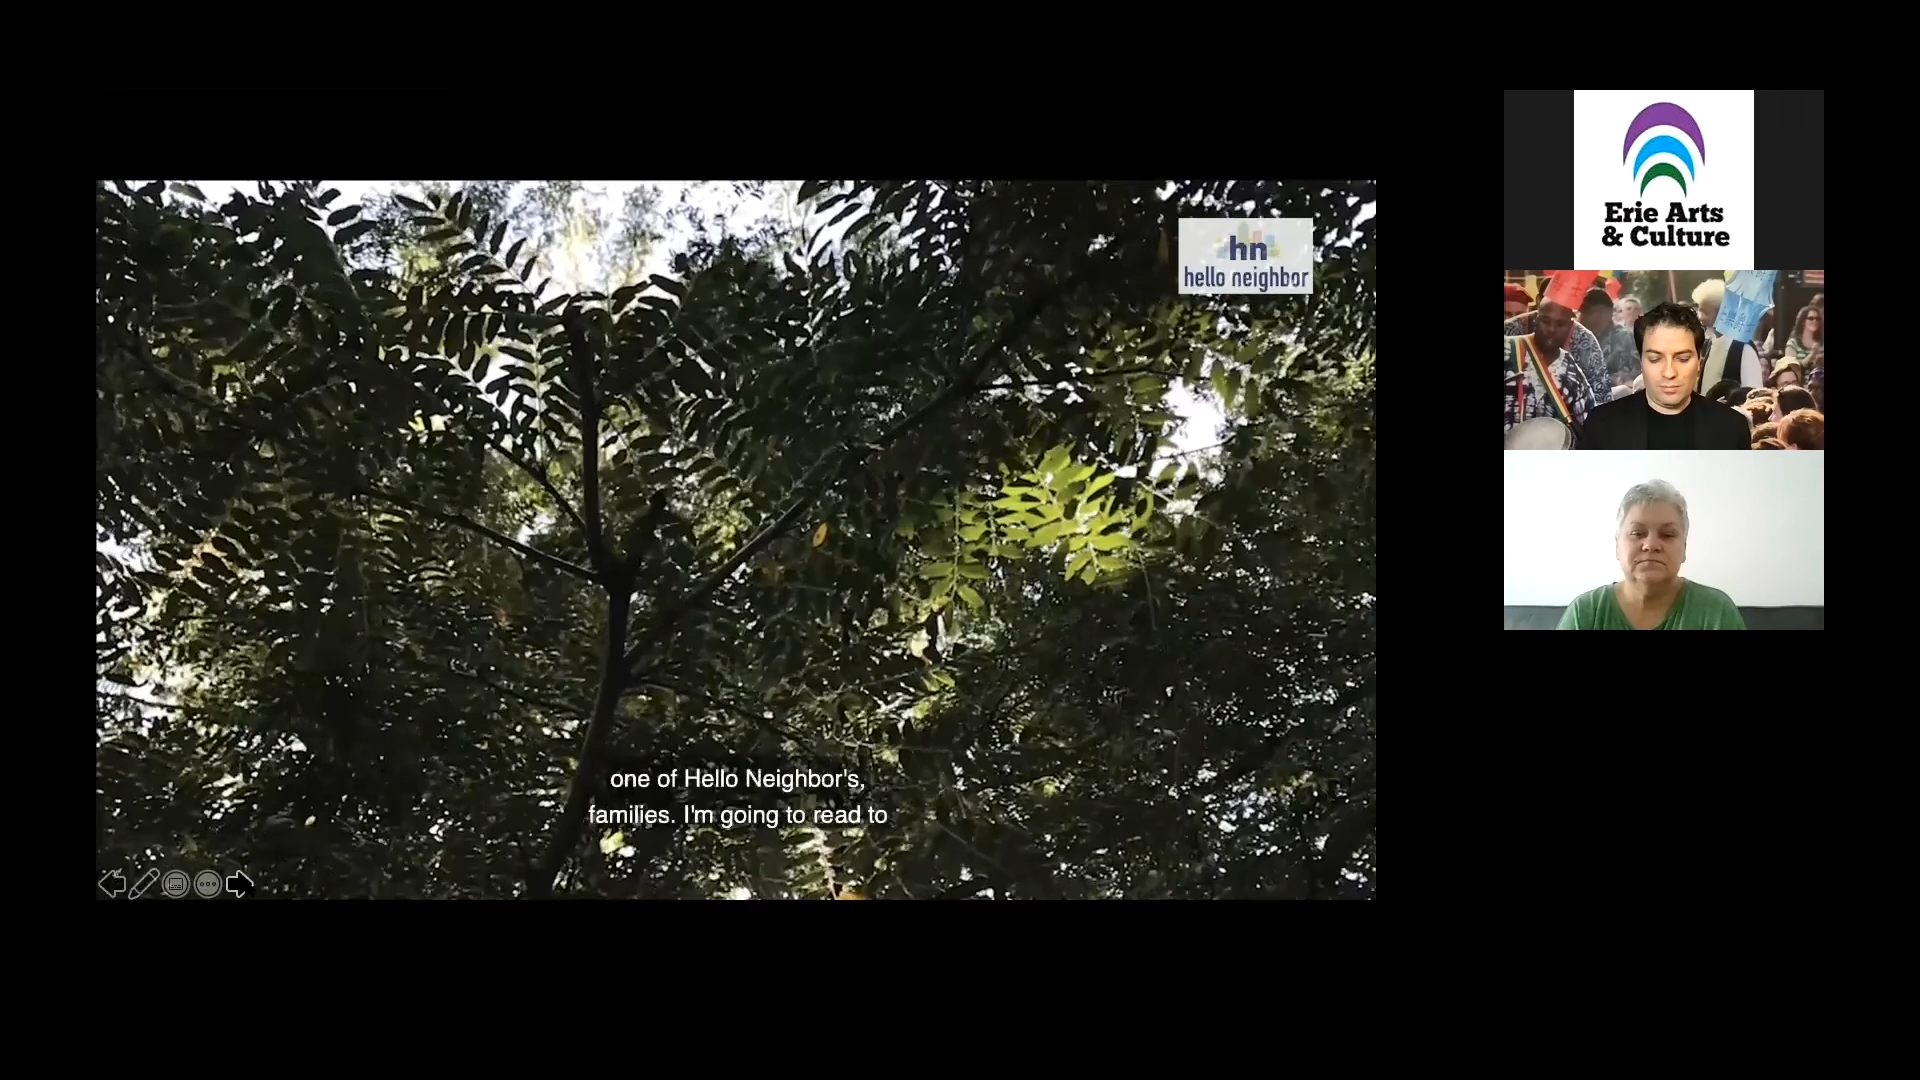 hn
hello neighbor
one of Hello Neighbor's,
families. I'm going to read to
Erie Arts
& Culture